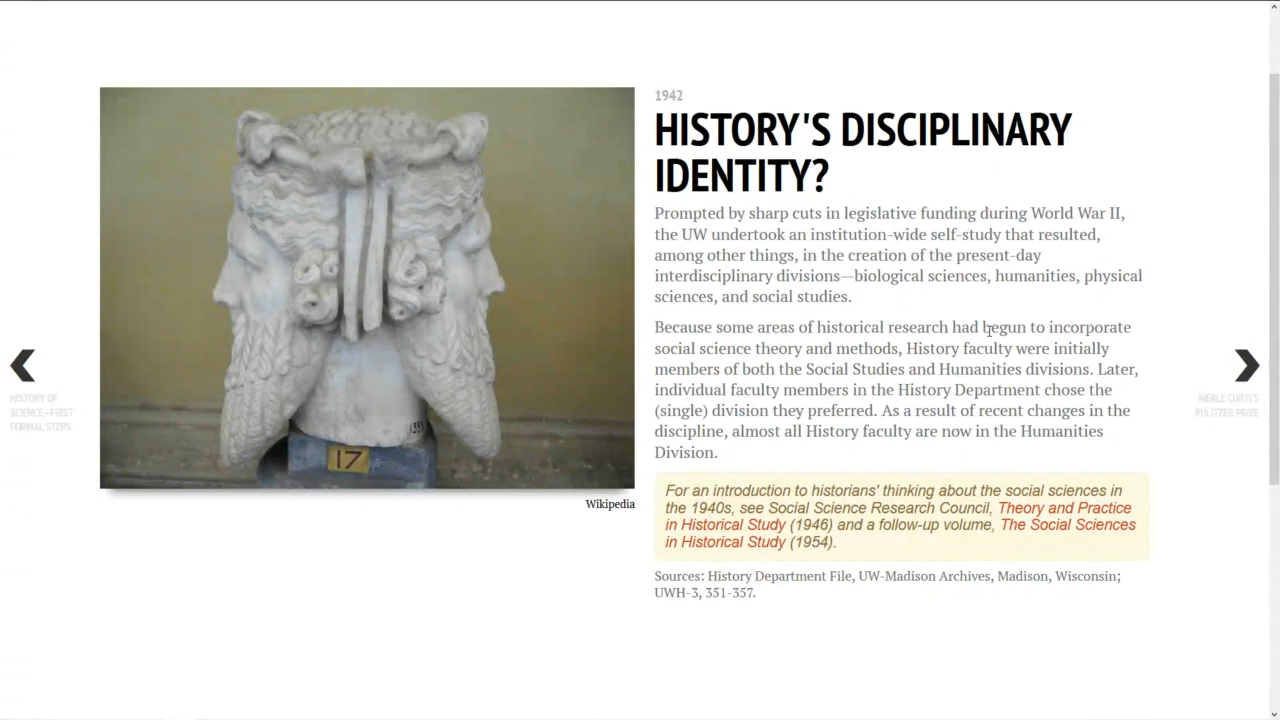 1942
HISTORY'S DISCIPLINARY
IDENTITY?
Prompted by sharp cuts in legislative funding during World War II,
the UW undertook an institution-wide self-study that resulted,
among other things, in the creation of the present-day
interdisciplinary divisions—biological sciences, humanities, physical
sciences, and social studies.
Because some areas of historical research had begun to incorporate
social science theory and methods, History faculty were initially
members of both the Social Studies and Humanities divisions. Later,
individual faculty members in the History Department chose the
(single) division they preferred. As a result of recent changes in the
discipline, almost all History faculty are now in the Humanities
Division.
For an introduction to historians' thinking about the social sciences in
the 1940s, see Social Science Research Council, Theory and Practice
in Historical Study (1946) and a follow-up volume, The Social Sciences
in Historical Study (1954).
Sources: History Department File, UW-Madison Archives, Madison, Wisconsin;
UWH-3, 351-357.
17
Wikipedia
HISTORY OF
SCIENCE—FIRST
FORMAL STEPS
MERLE CURTI'S
PULITZER PRIZE